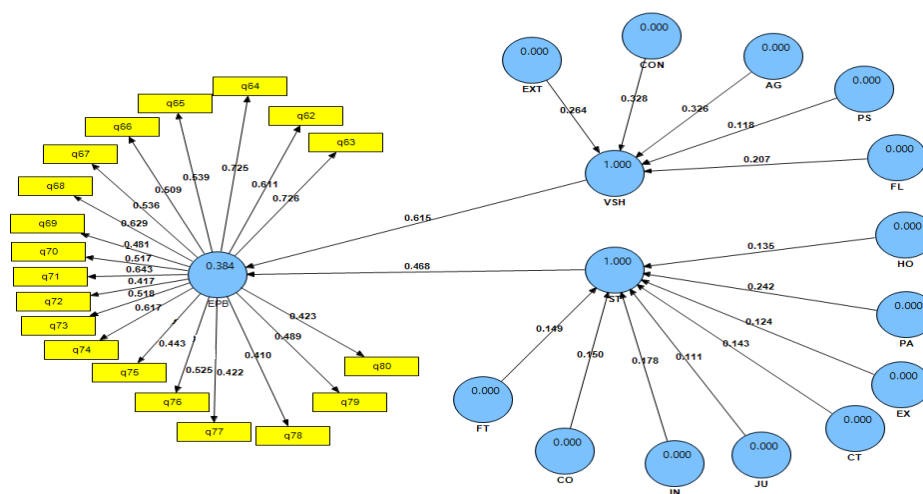 0.000
EXT
0.000
CON
0.000
AG
0.000
PS
0.000
FL
0.264
0.328
0.326
0.118
0.207
1.000
VSH
q64
q65
q62
q66
q63
q67
q68
q69
q70
q71
q72
q73
q74
q75
q76
q77
q78
q79
q80
0.725
0.539
0.611
0.509
0.726
0.536
0.629
0.481
0.517
0.643
0.417
0.518
0.617
0.443
0.525
0.422
0.410
0.489
0.423
0.384
EPB
0.615
0.468
1.000
ST
0.000
HO
0.000
PA
0.000
EX
0.000
CT
0.000
JU
0.000
IN
0.000
CO
0.000
FT
0.135
0.242
0.124
0.143
0.111
0.178
0.150
0.149